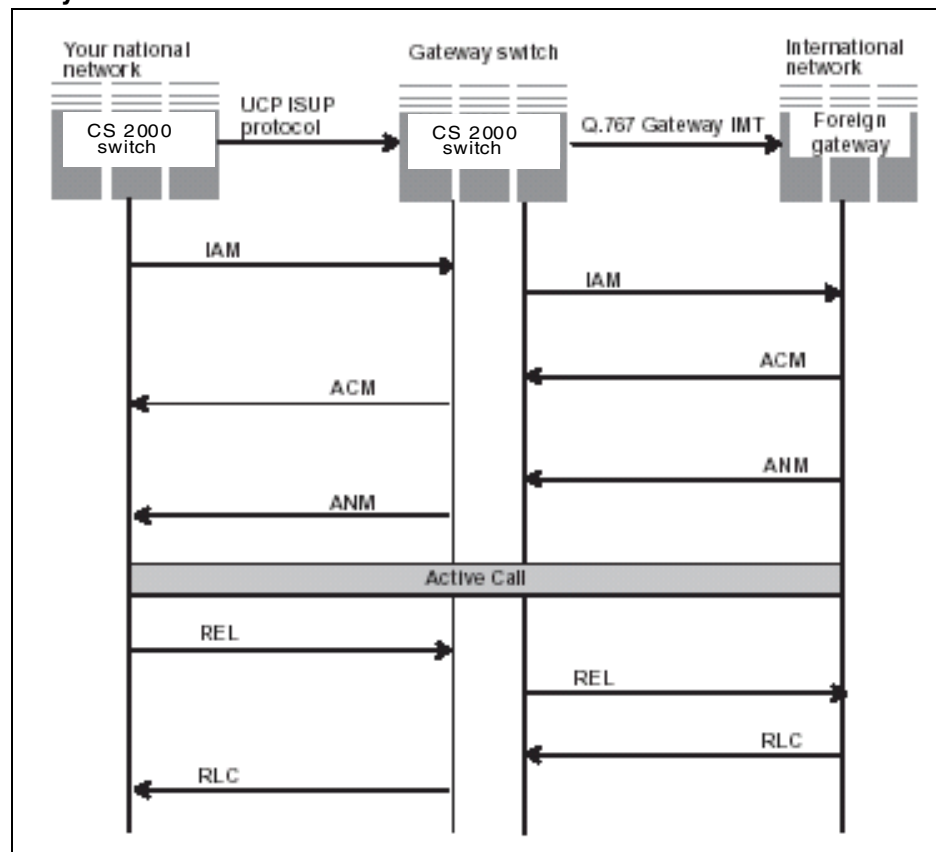 Your national
network
Gateway switch
International
network
UCP ISUP
protocol
Q.767 Gateway IMT
CS 2000
switch
CS 2000
switch
Foreign
gateway
IAM
IAM
ACM
ACM
ANM
ANM
Active Call
REL
REL
RLC
RLC